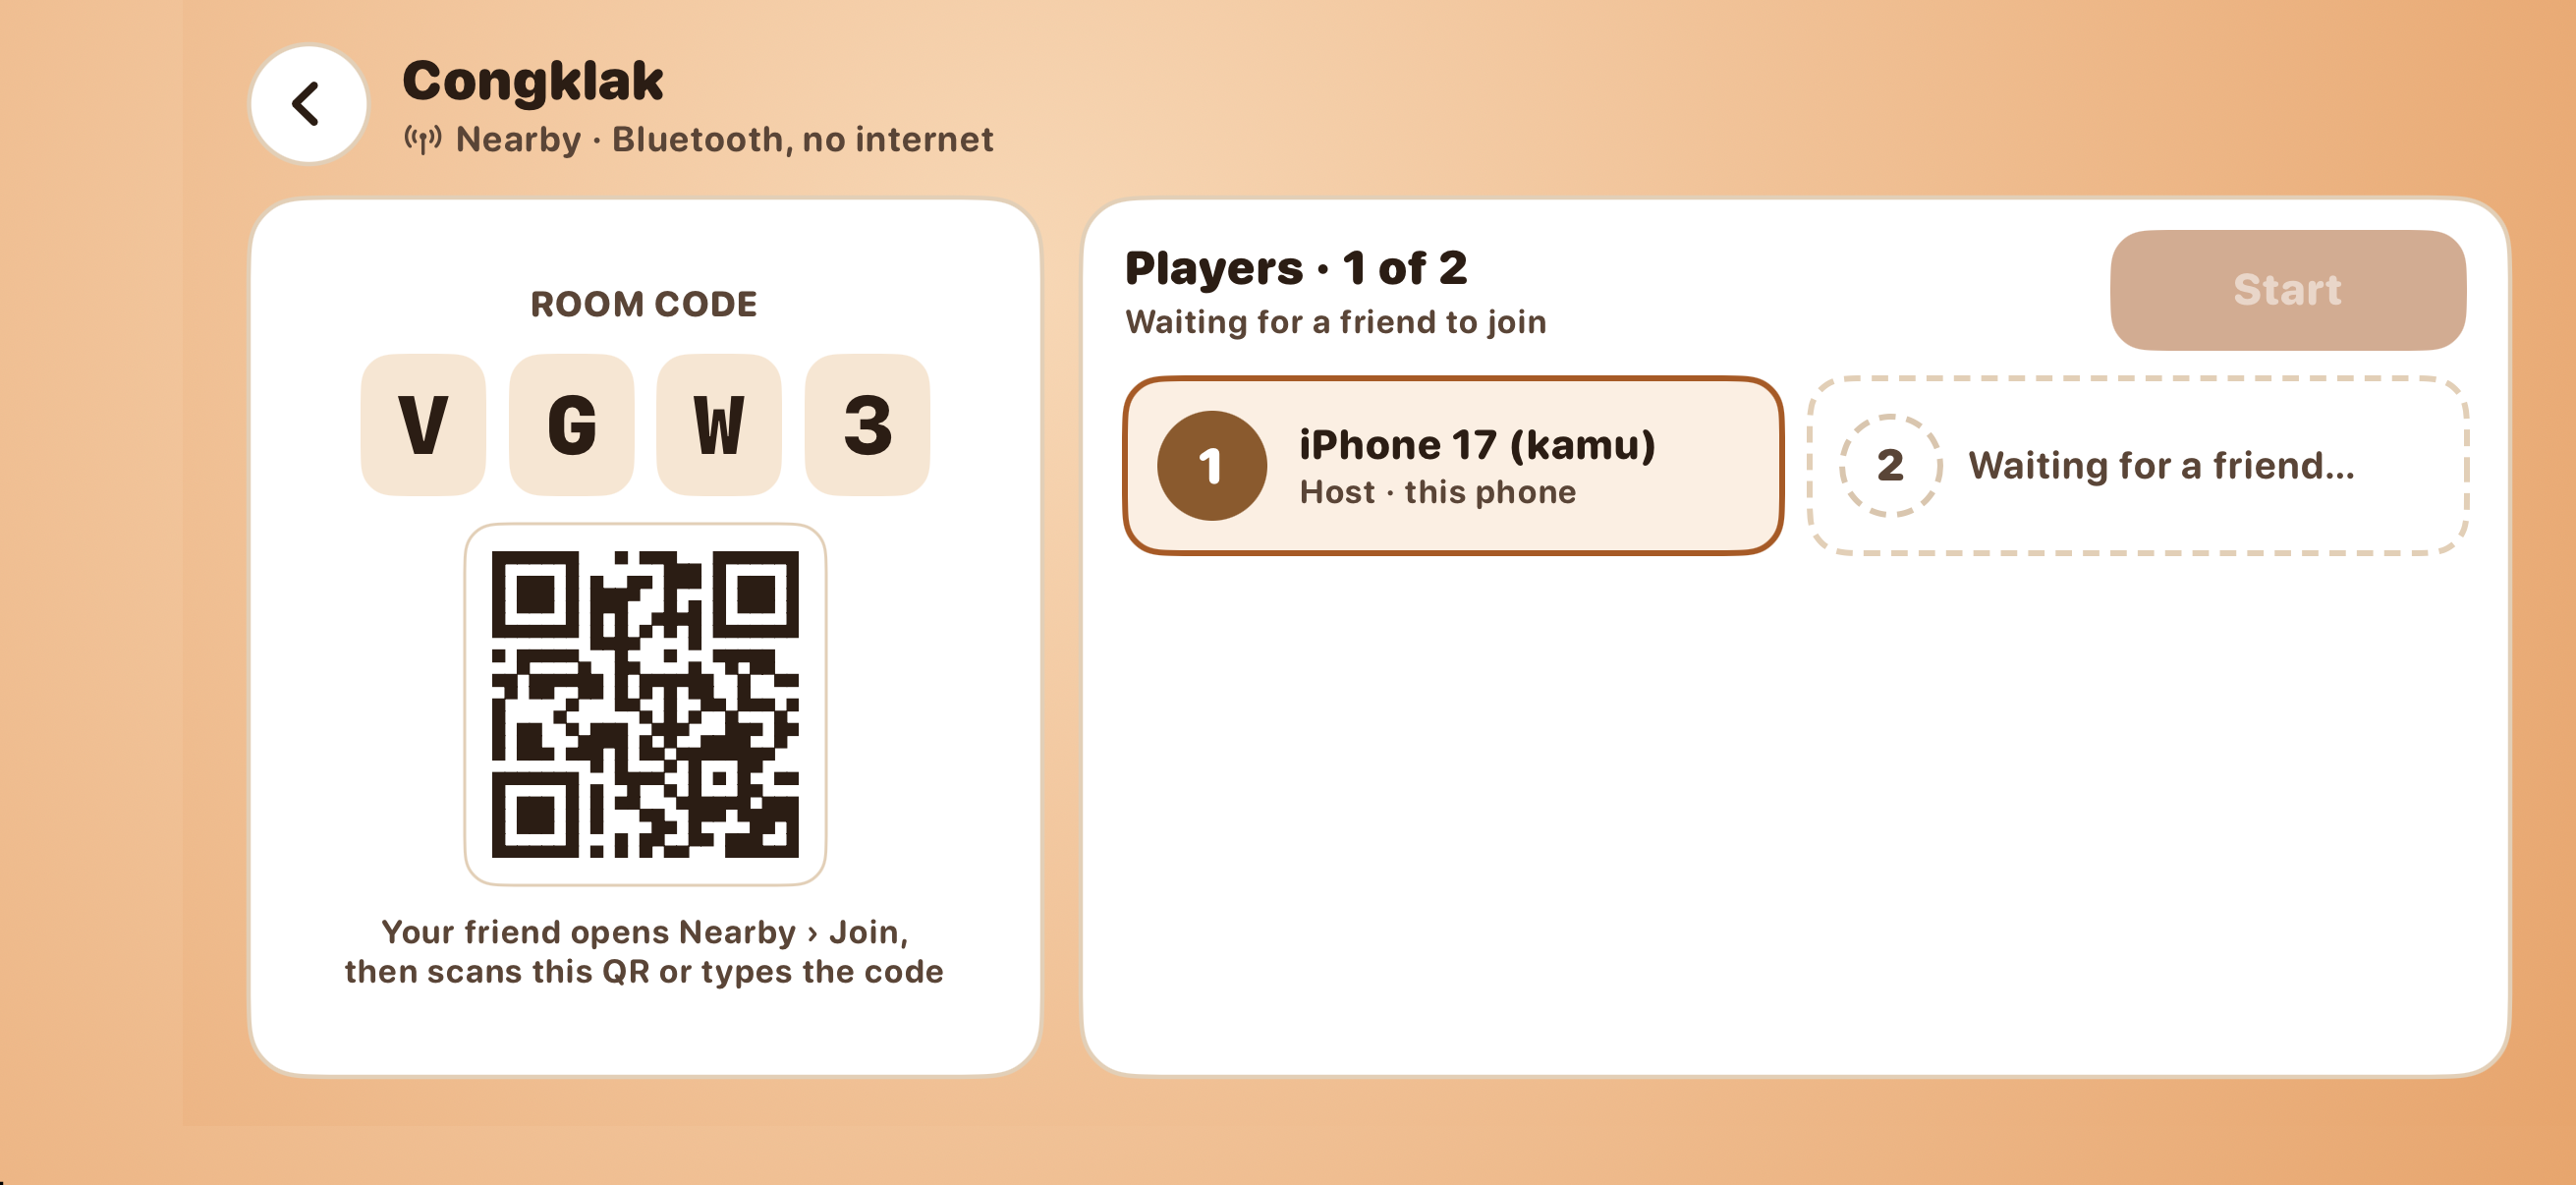 Congklak
Nearby · Bluetooth, no internet
ROOM CODE
V G W 3
Your friend opens Nearby › Join,
then scans this QR or types the code
Players · 1 of 2
Waiting for a friend to join
Start
1
iPhone 17 (kamu)
Host · this phone
2
Waiting for a friend...